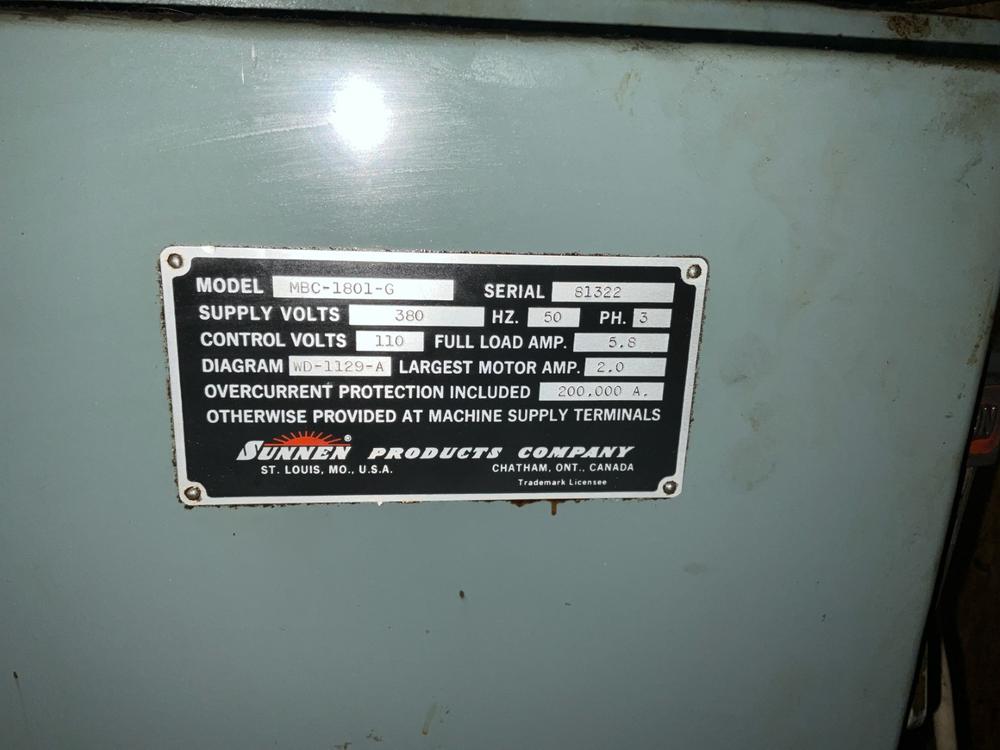 MODEL MBC-1801-G SERIAL 81322
SUPPLY VOLTS 380 HZ. 50 PH. 3
CONTROL VOLTS 110 FULL LOAD AMP. 5.8
DIAGRAM WD-1129-A LARGEST MOTOR AMP. 2.0
OVERCURRENT PROTECTION INCLUDED 200.000 A.
OTHERWISE PROVIDED AT MACHINE SUPPLY TERMINALS
SUNNEN® PRODUCTS COMPANY
ST. LOUIS, MO., U.S.A. CHATHAM, ONT., CANADA
Trademark Licensee